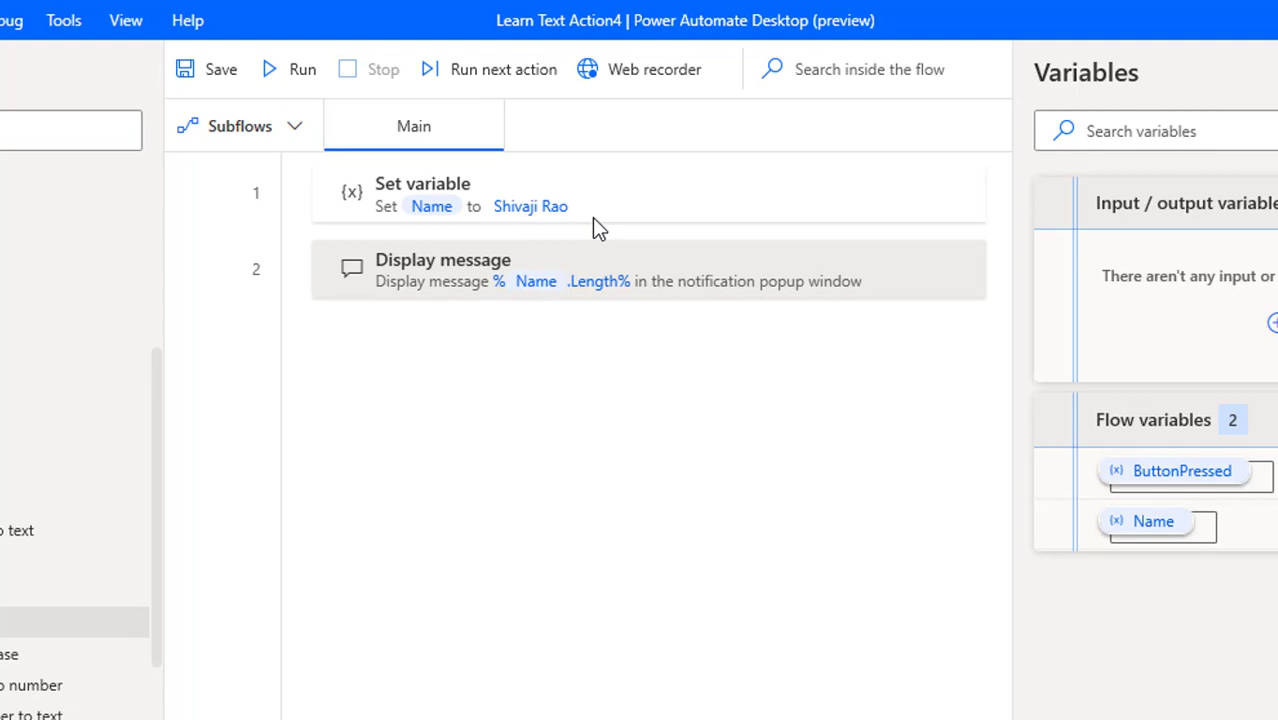 bug Tools View Help Learn Text Action4 | Power Automate Desktop (preview)
Save Run Stop Run next action Web recorder Search inside the flow
Variables
Subflows Main
Search variables
1 {x} Set variable
Set Name to Shivaji Rao
Input / output variable
2 Display message
Display message % Name .Length% in the notification popup window
There aren't any input or
Flow variables 2
(x) ButtonPressed
(x) Name
o text
ase
o number
er to text